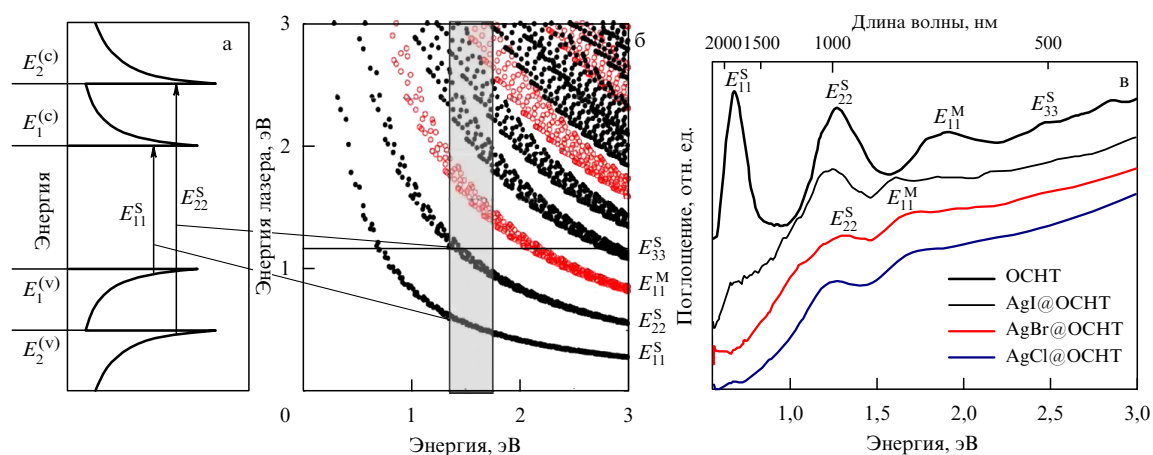 а
E₂⁽ᶜ⁾
E₁⁽ᶜ⁾
Энергия
E₁₁ˢ
E₂₂ˢ
E₁⁽ᵛ⁾
E₂⁽ᵛ⁾
б
Энергия лазера, эВ
3
2
1
0
1
2
3
Энергия, эВ
E₃₃ˢ
E₁₁ᴹ
E₂₂ˢ
E₁₁ˢ
Длина волны, нм
2000 1500 1000 500
в
Поглощение, отн. ед.
E₁₁ˢ
E₂₂ˢ
E₁₁ᴹ
E₃₃ˢ
E₁₁ᴹ
E₂₂ˢ
ОСНТ
AgI@ОСНТ
AgBr@ОСНТ
AgCl@ОСНТ
1,0 1,5 2,0 2,5 3,0
Энергия, эВ